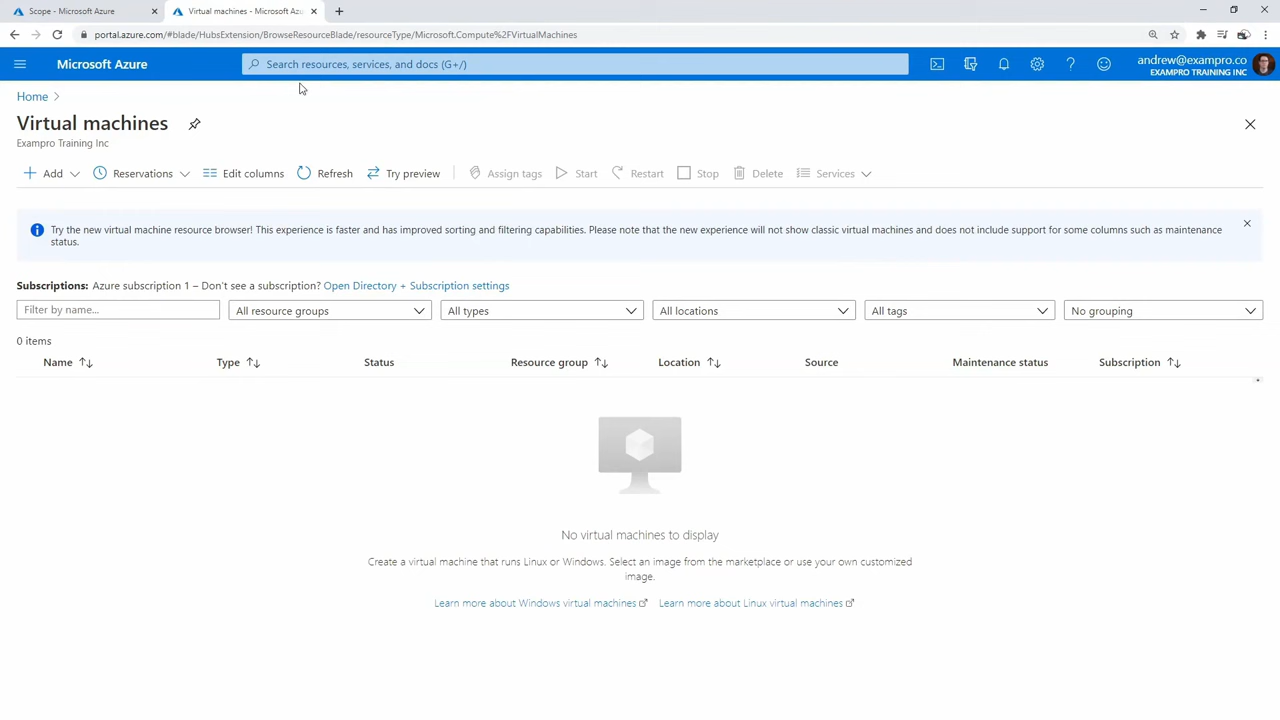 Scope - Microsoft Azure
Virtual machines - Microsoft Azu
portal.azure.com/#blade/HubsExtension/BrowseResourceBlade/resourceType/Microsoft.Compute%2FVirtualMachines
Microsoft Azure
Search resources, services, and docs (G+/)
andrew@exampro.co
EXAMPRO TRAINING INC
Home
Virtual machines
Exampro Training Inc
Add
Reservations
Edit columns
Refresh
Try preview
Assign tags
Start
Restart
Stop
Delete
Services
Try the new virtual machine resource browser! This experience is faster and has improved sorting and filtering capabilities. Please note that the new experience will not show classic virtual machines and does not include support for some columns such as maintenance
status.
Subscriptions: Azure subscription 1 – Don't see a subscription? Open Directory + Subscription settings
Filter by name...
All resource groups
All types
All locations
All tags
No grouping
0 items
Name
Type
Status
Resource group
Location
Source
Maintenance status
Subscription
No virtual machines to display
Create a virtual machine that runs Linux or Windows. Select an image from the marketplace or use your own customized
image.
Learn more about Windows virtual machines
Learn more about Linux virtual machines